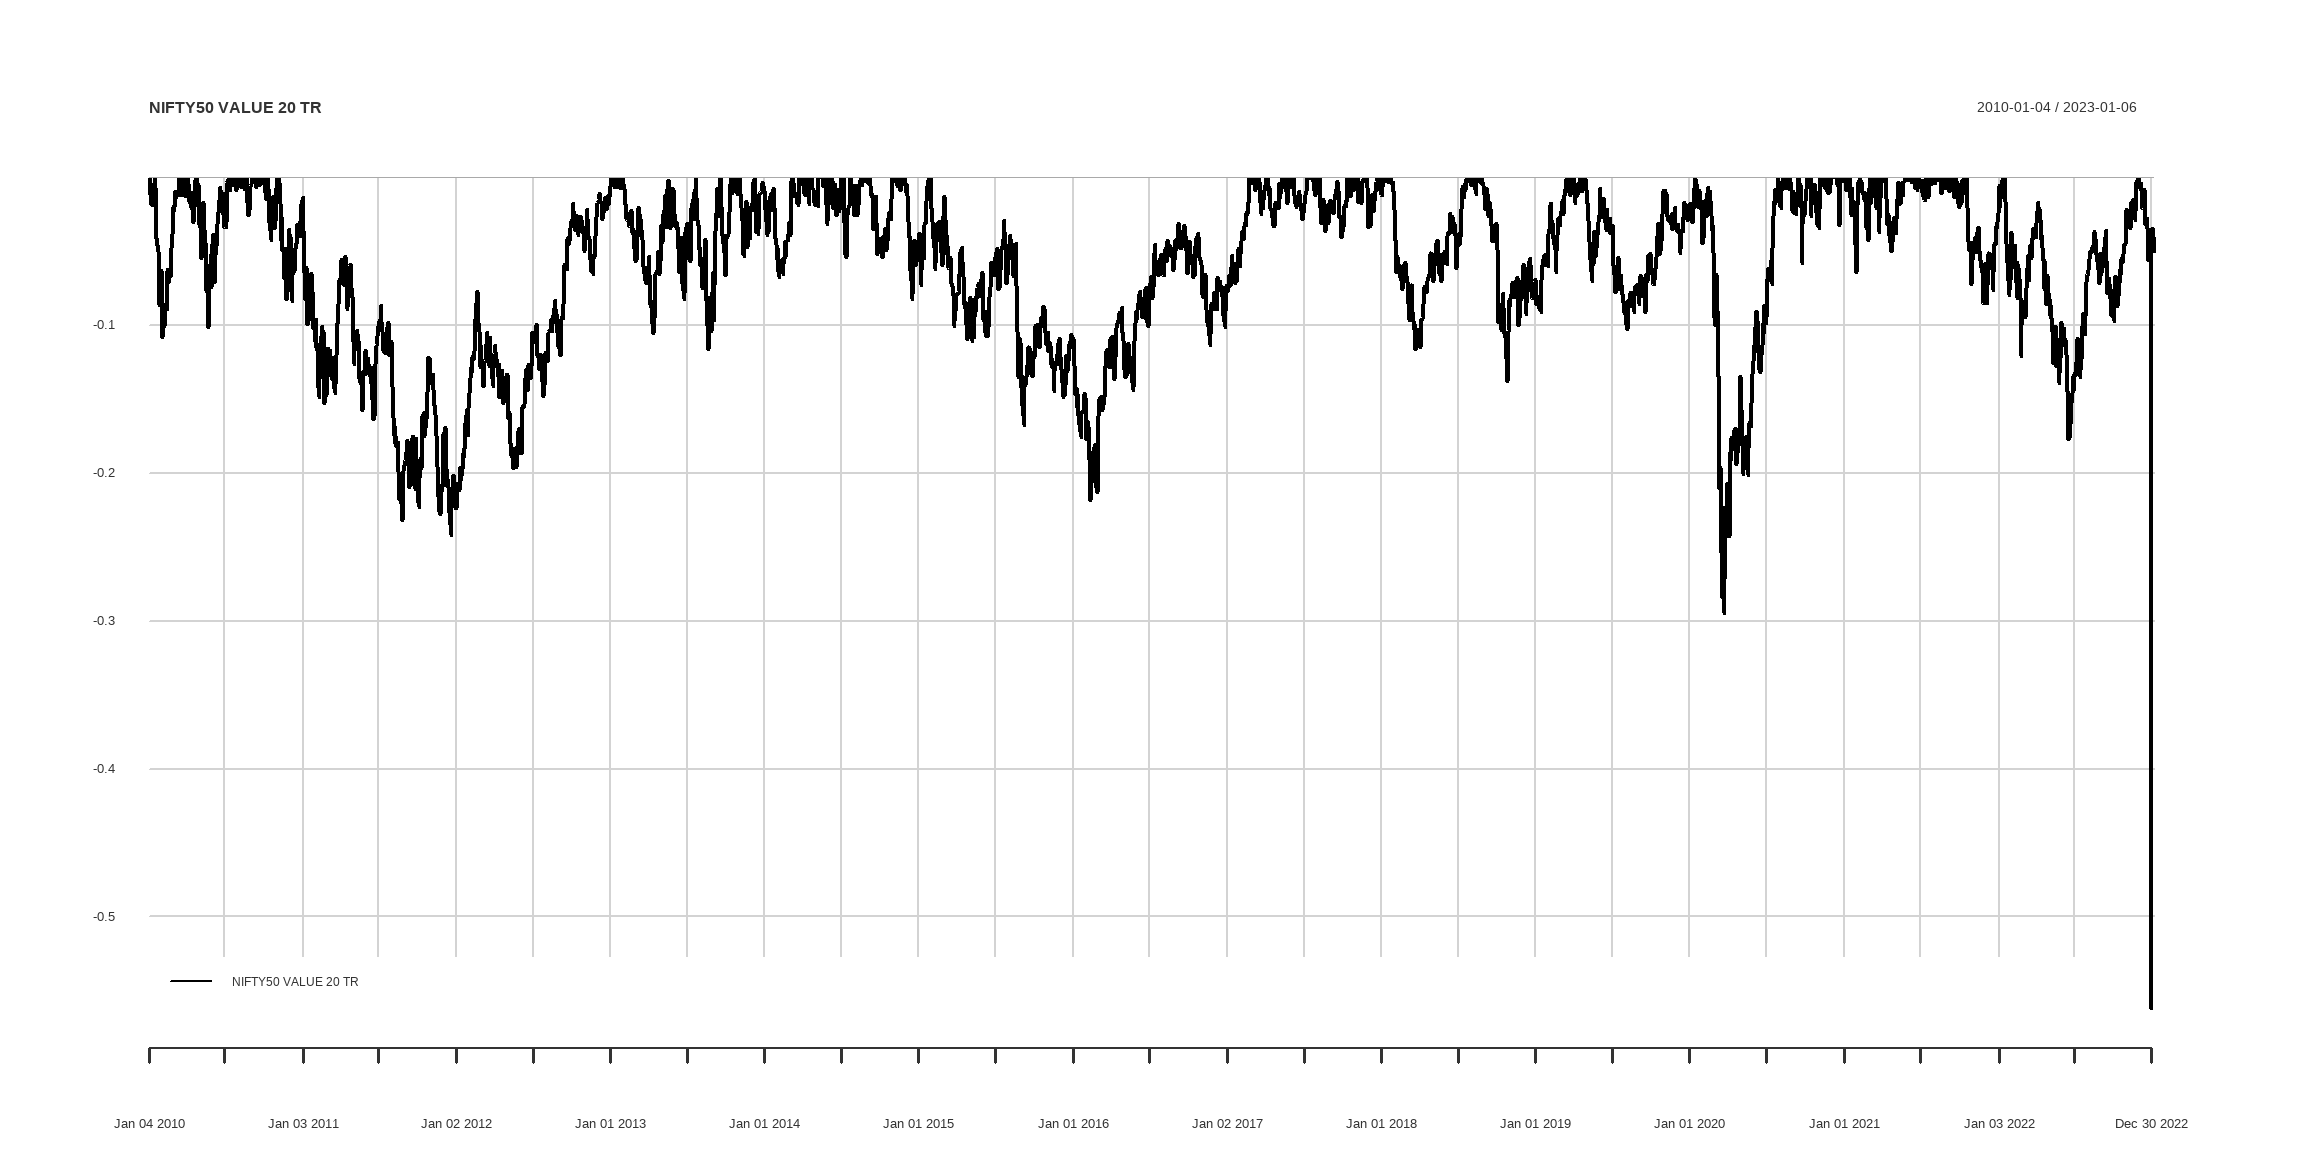 NIFTY50 VALUE 20 TR
2010-01-04 / 2023-01-06
-0.1
-0.2
-0.3
-0.4
-0.5
NIFTY50 VALUE 20 TR
Jan 04 2010 Jan 03 2011 Jan 02 2012 Jan 01 2013 Jan 01 2014 Jan 01 2015 Jan 01 2016 Jan 02 2017 Jan 01 2018 Jan 01 2019 Jan 01 2020 Jan 01 2021 Jan 03 2022 Dec 30 2022